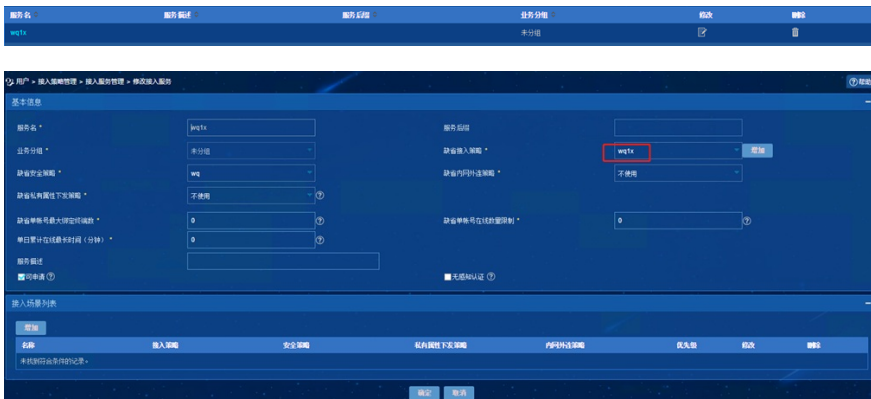 服务名 服务描述 服务后缀 业务分组 修改 删除
wq1x 未分组
用户 > 接入策略管理 > 接入服务管理 > 修改接入服务 帮助
基本信息
服务名 * wq1x 服务后缀
业务分组 * 未分组 缺省接入策略 * wq1x 增加
缺省安全策略 * wq 缺省内网外连策略 * 不使用
缺省私有属性下发策略 * 不使用
缺省单帐号最大绑定终端数 * 0 缺省单帐号在线数量限制 * 0
单日累计在线最长时间（分钟） * 0
服务描述
可申请 无感知认证
接入场景列表
增加
名称 接入策略 安全策略 私有属性下发策略 内网外连策略 优先级 修改 删除
未找到符合条件的记录。
确定 取消